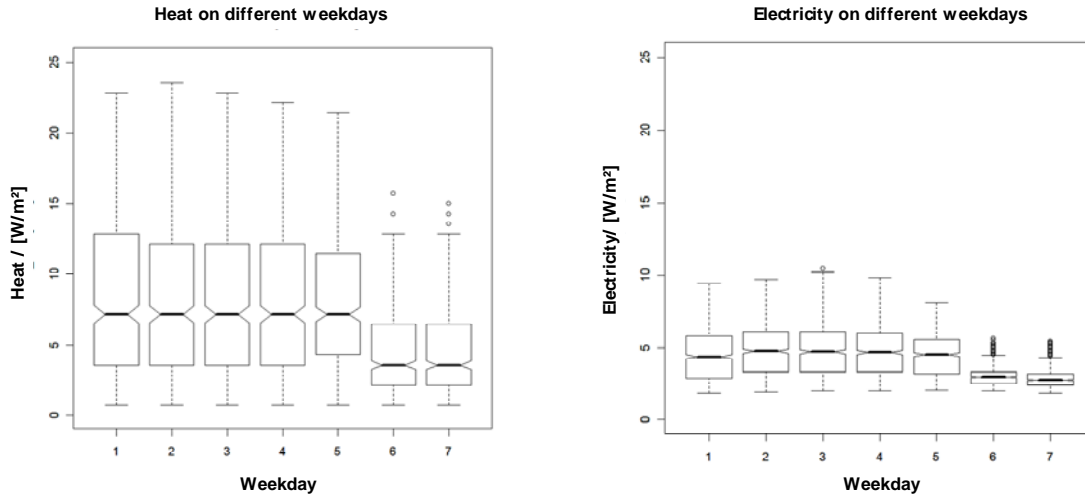 Heat on different weekdays
25
20
15
10
5
0
Heat / [W/m²]
1 2 3 4 5 6 7
Weekday
Electricity on different weekdays
25
20
15
10
5
0
Electricity/ [W/m²]
1 2 3 4 5 6 7
Weekday